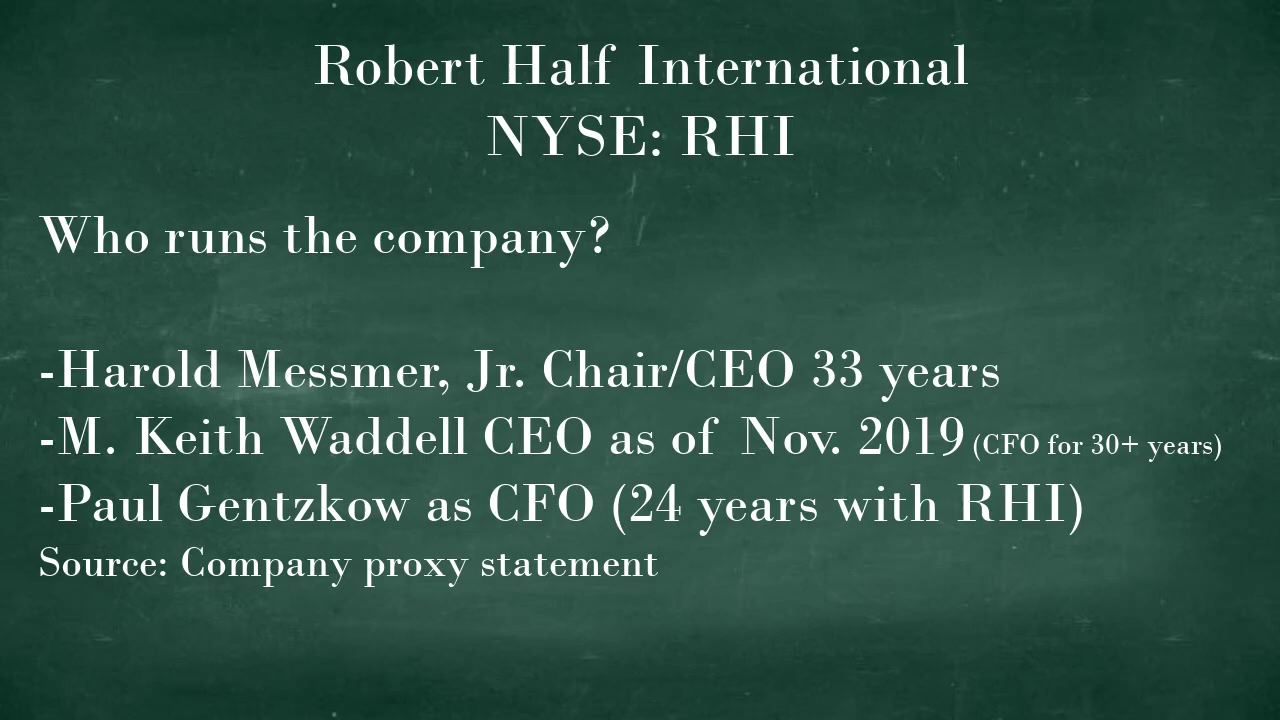 Robert Half International
NYSE: RHI
Who runs the company?
-Harold Messmer, Jr. Chair/CEO 33 years
-M. Keith Waddell CEO as of Nov. 2019 (CFO for 30+ years)
-Paul Gentzkow as CFO (24 years with RHI)
Source: Company proxy statement